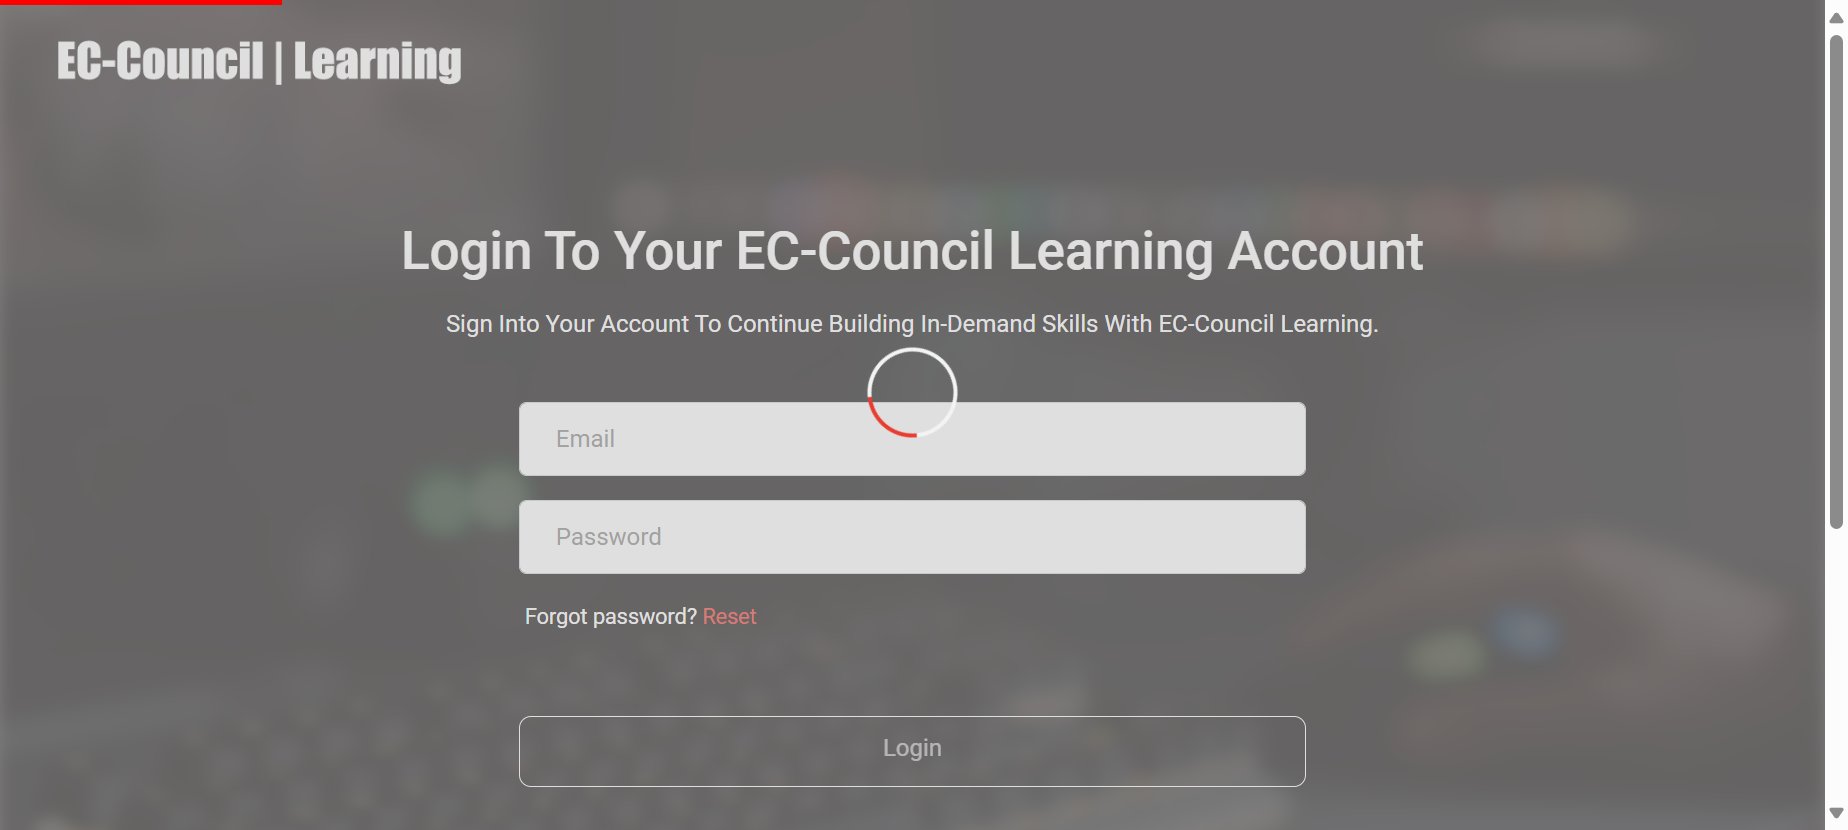 EC-Council | Learning
Login To Your EC-Council Learning Account
Sign Into Your Account To Continue Building In-Demand Skills With EC-Council Learning.
Email
Password
Forgot password? Reset
Login